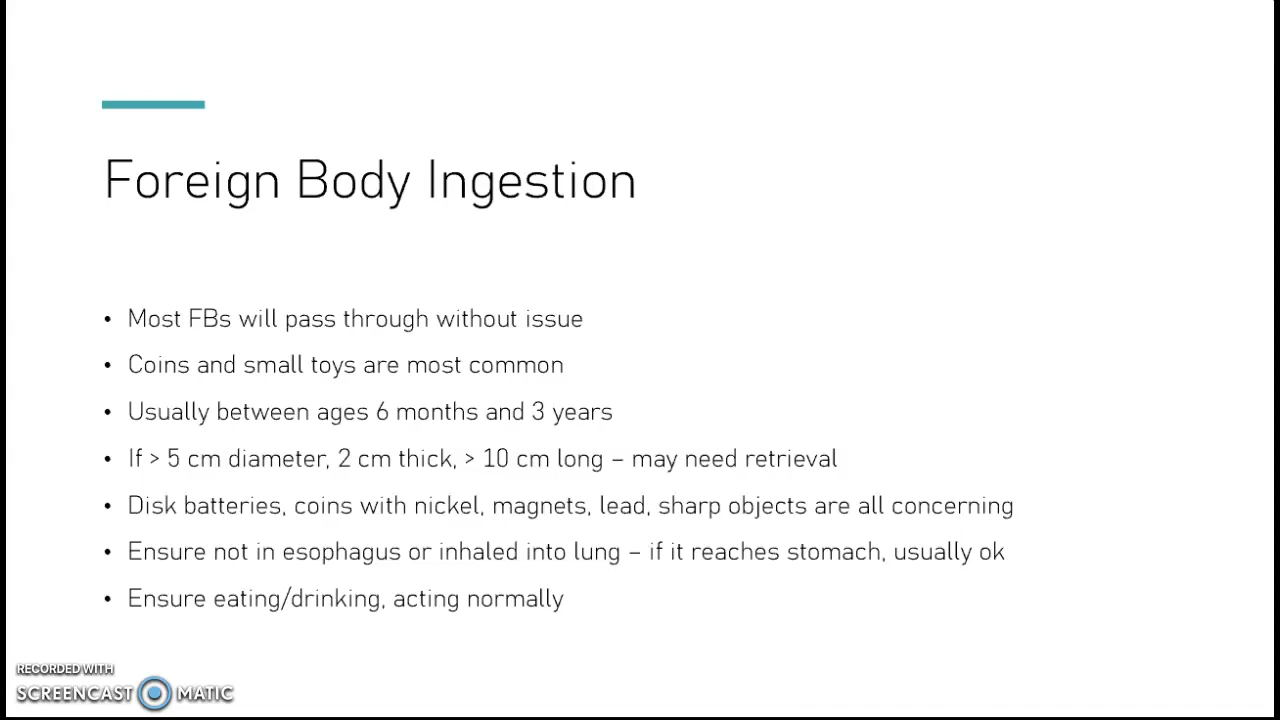 Foreign Body Ingestion
• Most FBs will pass through without issue
• Coins and small toys are most common
• Usually between ages 6 months and 3 years
• If > 5 cm diameter, 2 cm thick, > 10 cm long – may need retrieval
• Disk batteries, coins with nickel, magnets, lead, sharp objects are all concerning
• Ensure not in esophagus or inhaled into lung – if it reaches stomach, usually ok
• Ensure eating/drinking, acting normally
RECORDED WITH
SCREENCAST MATIC